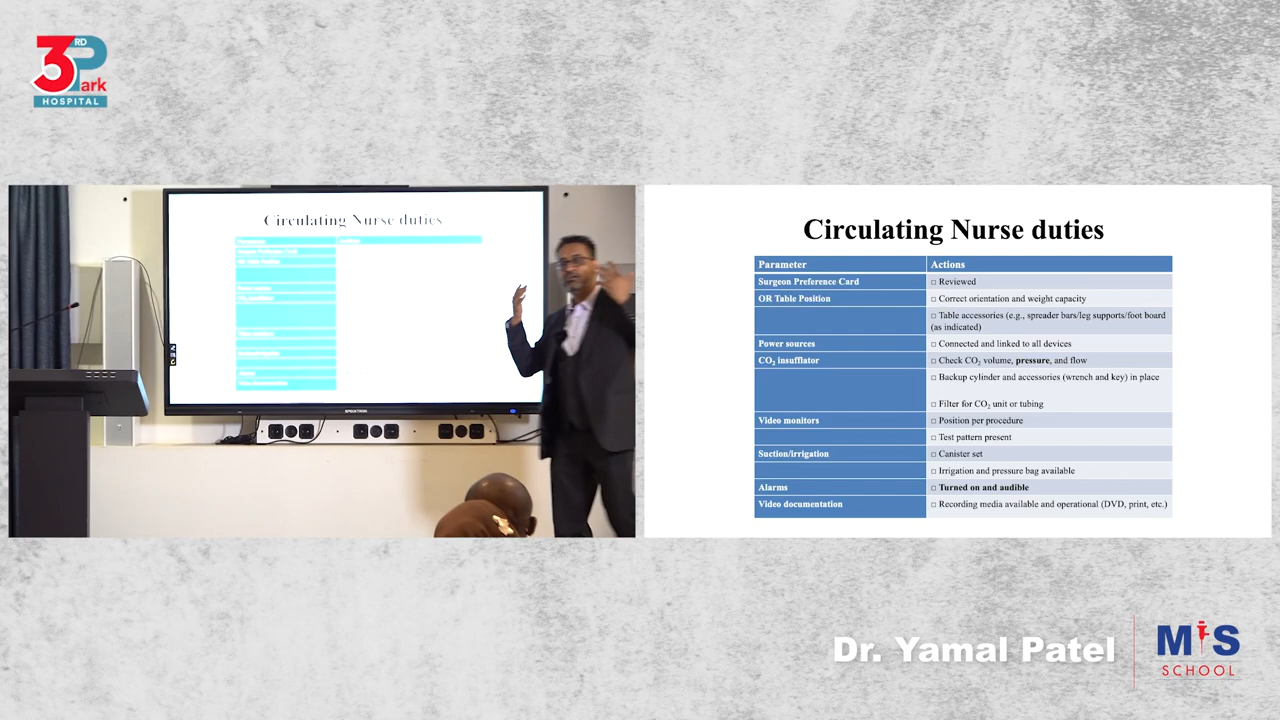 3RD Park
HOSPITAL
Circulating Nurse duties
SPECKTRON
Circulating Nurse duties
Parameter Actions
Surgeon Preference Card □ Reviewed
OR Table Position □ Correct orientation and weight capacity
□ Table accessories (e.g., spreader bars/leg supports/foot board
(as indicated)
Power sources □ Connected and linked to all devices
CO₂ insufflator □ Check CO₂ volume, pressure, and flow
□ Backup cylinder and accessories (wrench and key) in place
□ Filter for CO₂ unit or tubing
Video monitors □ Position per procedure
□ Test pattern present
Suction/irrigation □ Canister set
□ Irrigation and pressure bag available
Alarms □ Turned on and audible
Video documentation □ Recording media available and operational (DVD, print, etc.)
Dr. Yamal Patel
MIS
SCHOOL